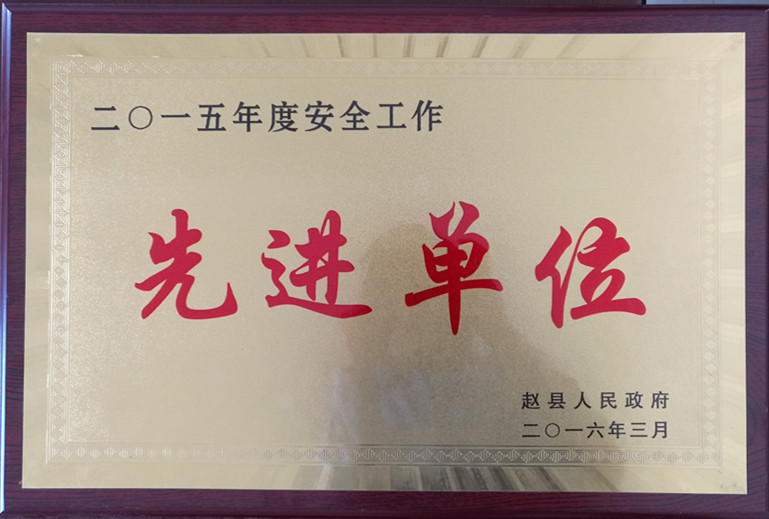 二〇一五年度安全工作
先进单位
赵县人民政府
二〇一六年三月